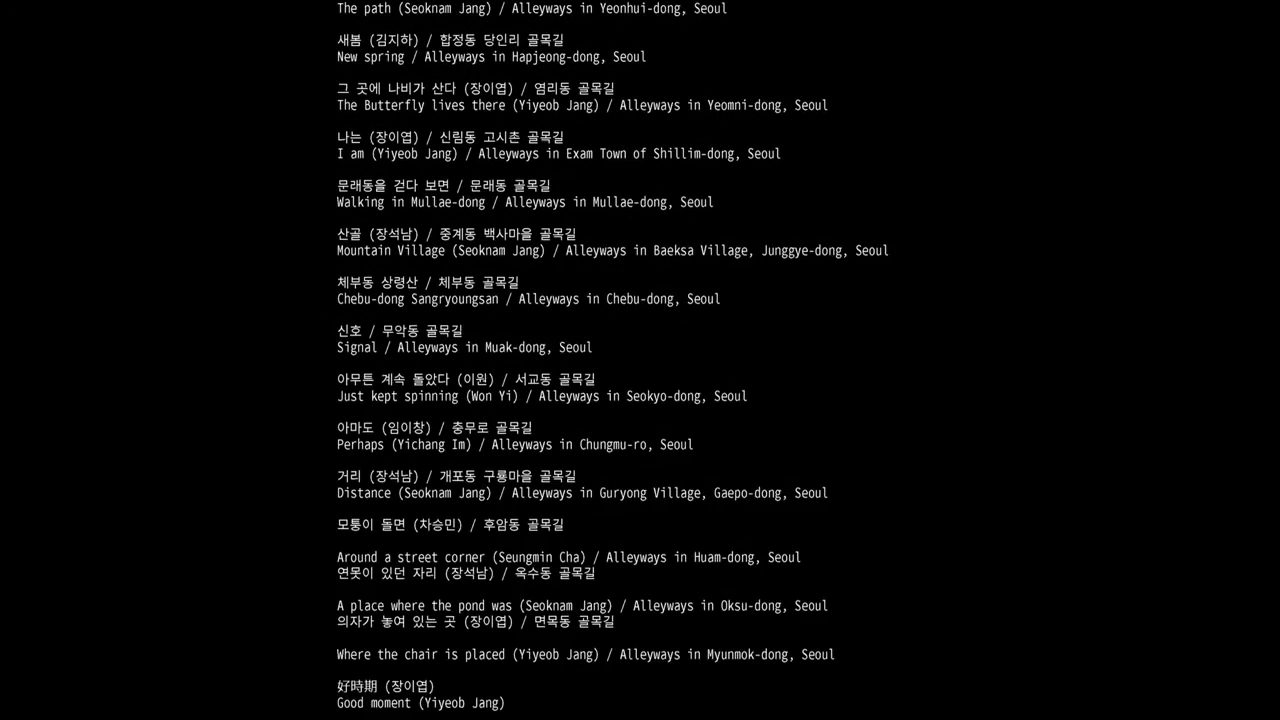 The path (Seoknam Jang) / Alleyways in Yeonhui-dong, Seoul
새봄 (김지하) / 합정동 당인리 골목길
New spring / Alleyways in Hapjeong-dong, Seoul
그 곳에 나비가 산다 (장이엽) / 염리동 골목길
The Butterfly lives there (Yiyeob Jang) / Alleyways in Yeomni-dong, Seoul
나는 (장이엽) / 신림동 고시촌 골목길
I am (Yiyeob Jang) / Alleyways in Exam Town of Shillim-dong, Seoul
문래동을 걷다 보면 / 문래동 골목길
Walking in Mullae-dong / Alleyways in Mullae-dong, Seoul
산골 (장석남) / 중계동 백사마을 골목길
Mountain Village (Seoknam Jang) / Alleyways in Baeksa Village, Junggye-dong, Seoul
체부동 상령산 / 체부동 골목길
Chebu-dong Sangryoungsan / Alleyways in Chebu-dong, Seoul
신호 / 무악동 골목길
Signal / Alleyways in Muak-dong, Seoul
아무튼 계속 돌았다 (이원) / 서교동 골목길
Just kept spinning (Won Yi) / Alleyways in Seokyo-dong, Seoul
아마도 (임이창) / 충무로 골목길
Perhaps (Yichang Im) / Alleyways in Chungmu-ro, Seoul
거리 (장석남) / 개포동 구룡마을 골목길
Distance (Seoknam Jang) / Alleyways in Guryong Village, Gaepo-dong, Seoul
모퉁이 돌면 (차승민) / 후암동 골목길
Around a street corner (Seungmin Cha) / Alleyways in Huam-dong, Seoul
연못이 있던 자리 (장석남) / 옥수동 골목길
A place where the pond was (Seoknam Jang) / Alleyways in Oksu-dong, Seoul
의자가 놓여 있는 곳 (장이엽) / 면목동 골목길
Where the chair is placed (Yiyeob Jang) / Alleyways in Myunmok-dong, Seoul
好時期 (장이엽)
Good moment (Yiyeob Jang)